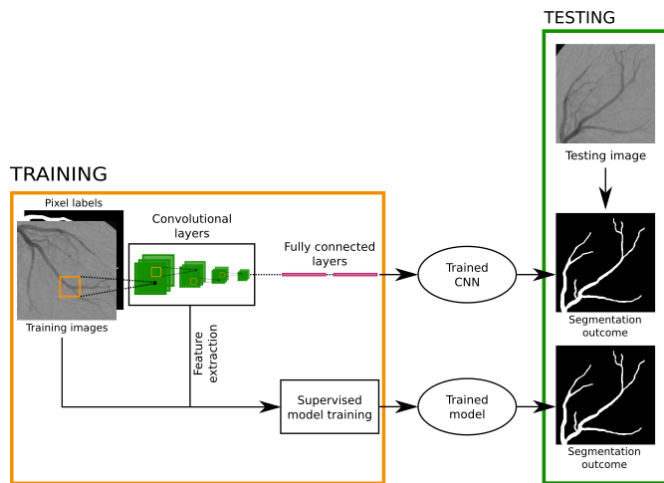 TESTING
Testing image
TRAINING
Pixel labels
Convolutional
layers
Fully connected
layers
Trained
CNN
Training images
Segmentation
outcome
Feature
extraction
Supervised
model training
Trained
model
Segmentation
outcome